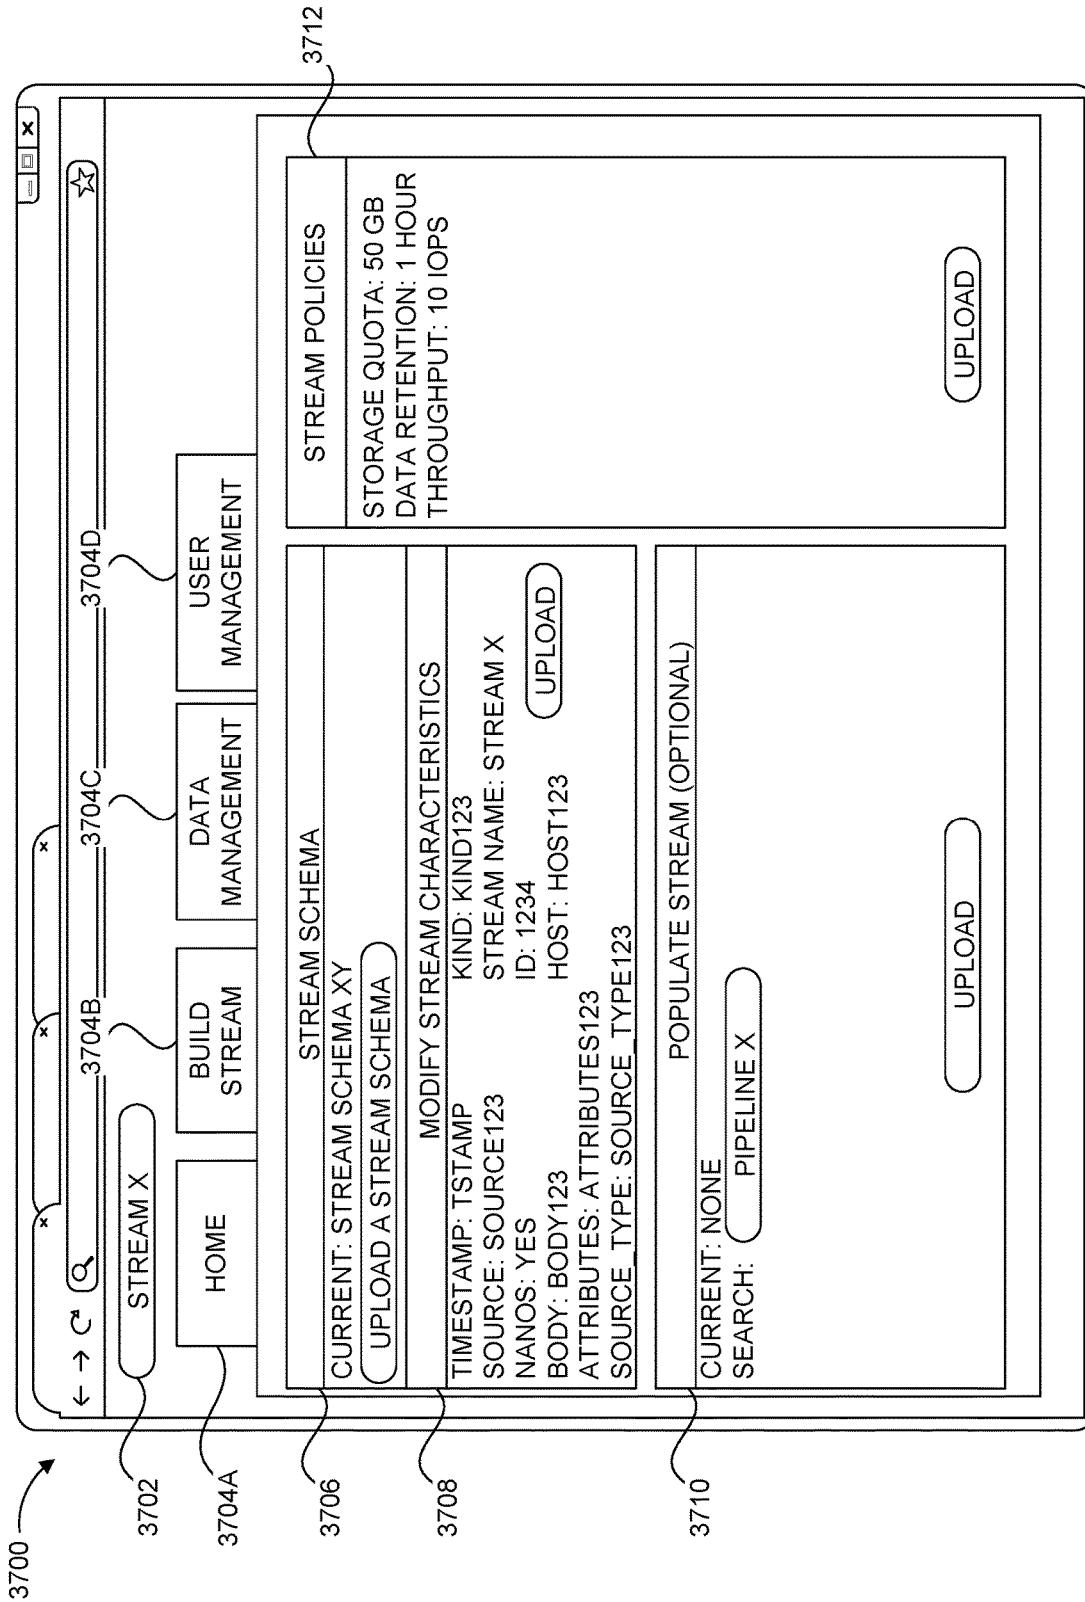 3700
3702
STREAM X
3704A
3704B
3704C
3704D
HOME
BUILD
STREAM
DATA
MANAGEMENT
USER
MANAGEMENT
3706
STREAM SCHEMA
CURRENT: STREAM SCHEMA XY
UPLOAD A STREAM SCHEMA
3708
MODIFY STREAM CHARACTERISTICS
TIMESTAMP: TSTAMP
SOURCE: SOURCE123
NANOS: YES
BODY: BODY123
ATTRIBUTES: ATTRIBUTES123
SOURCE_TYPE: SOURCE_TYPE123
KIND: KIND123
STREAM NAME: STREAM X
ID: 1234
HOST: HOST123
UPLOAD
3710
POPULATE STREAM (OPTIONAL)
CURRENT: NONE
SEARCH: PIPELINE X
UPLOAD
3712
STREAM POLICIES
STORAGE QUOTA: 50 GB
DATA RETENTION: 1 HOUR
THROUGHPUT: 10 IOPS
UPLOAD